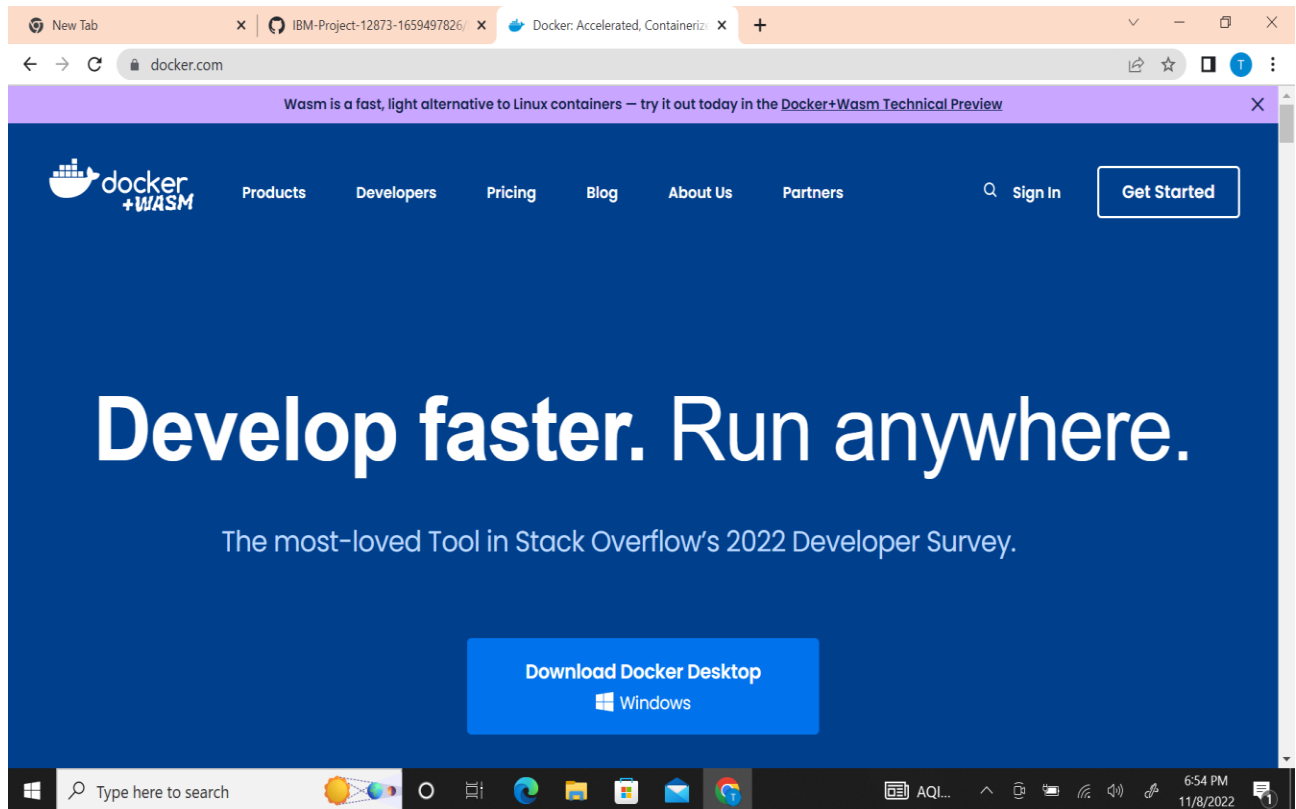 New Tab
IBM-Project-12873-1659497826/
Docker: Accelerated, Containerize
docker.com
T
Wasm is a fast, light alternative to Linux containers — try it out today in the Docker+Wasm Technical Preview
docker
+WASM
Products Developers Pricing Blog About Us Partners Sign In Get Started
Develop faster. Run anywhere.
The most-loved Tool in Stack Overflow's 2022 Developer Survey.
Download Docker Desktop
Windows
Type here to search
AQI...
6:54 PM
11/8/2022
1